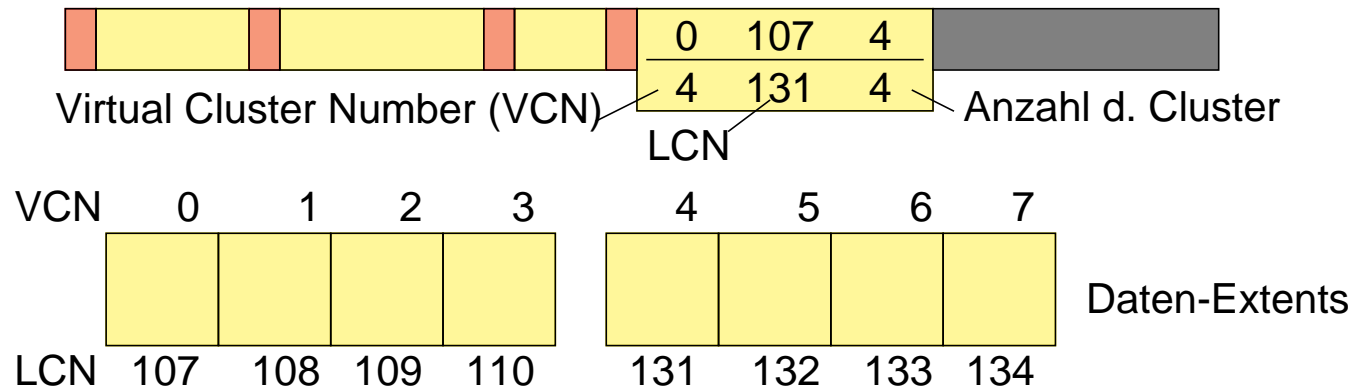 0 107 4
4 131 4
Virtual Cluster Number (VCN)
Anzahl d. Cluster
LCN
VCN 0 1 2 3 4 5 6 7
Daten-Extents
LCN 107 108 109 110 131 132 133 134